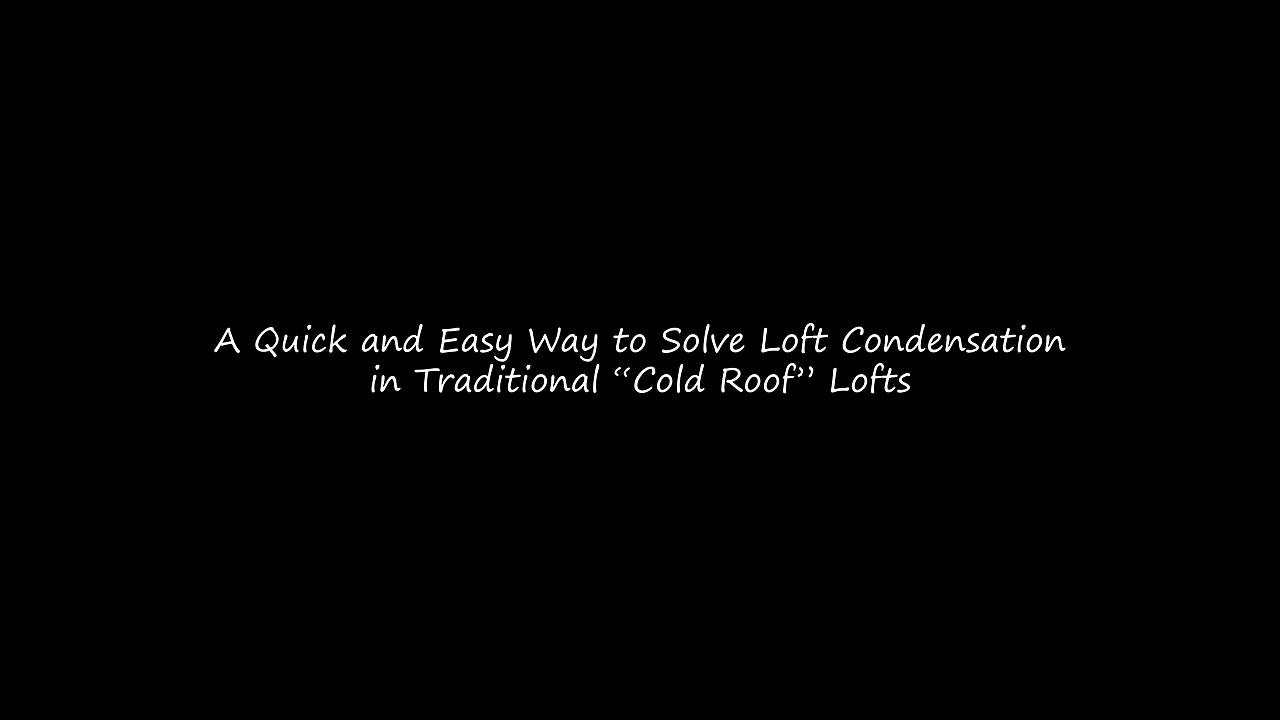 A Quick and Easy Way to Solve Loft Condensation
in Traditional “Cold Roof” Lofts